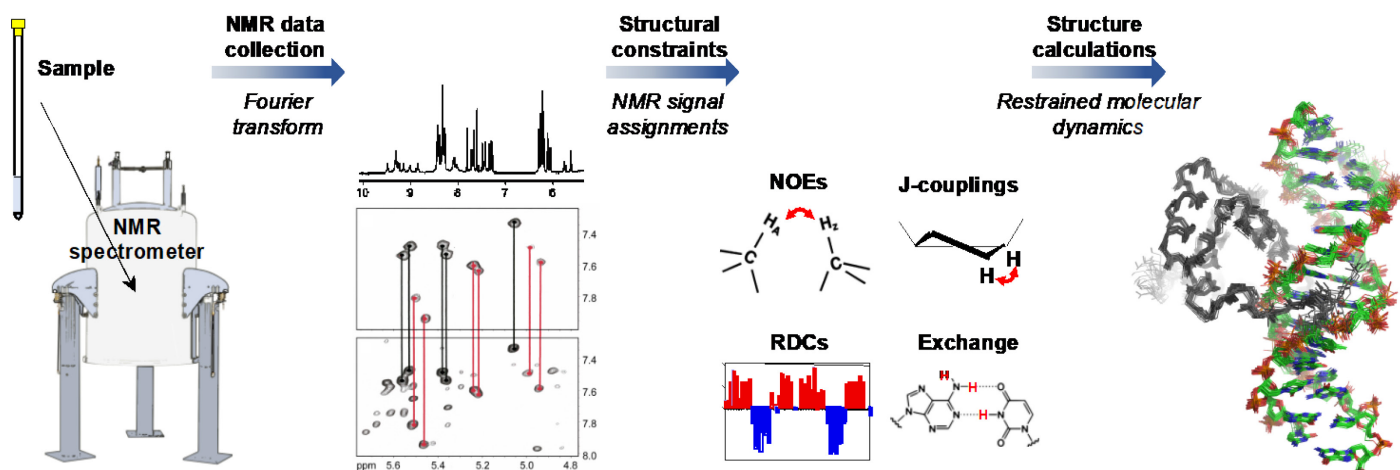 Sample
NMR data
collection
Fourier
transform
Structural
constraints
NMR signal
assignments
Structure
calculations
Restrained molecular
dynamics
NMR
spectrometer
10 9 8 7 6
7.4
7.6
7.8
7.4
7.6
7.8
8.0
ppm 5.6 5.4 5.2 5.0 4.8
NOEs
H₄ H₂
C C
J-couplings
H
H
RDCs
Exchange
H
N H O
N N H N
N N O N